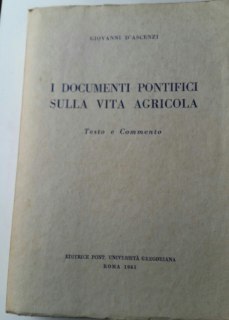 GIOVANNI D'ASCENZI
I DOCUMENTI PONTIFICI
SULLA VITA AGRICOLA
Testo e Commento
EDITRICE PONT. UNIVERSITÀ GREGORIANA
ROMA